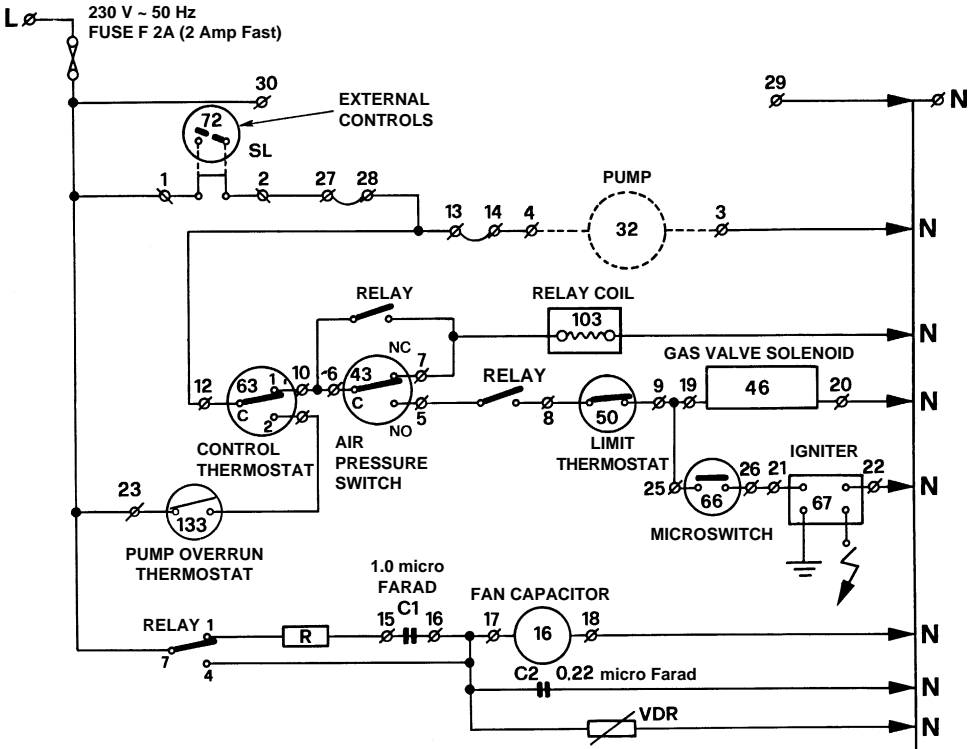 L
230 V ~ 50 Hz
FUSE F 2A (2 Amp Fast)
30
29
N
EXTERNAL
CONTROLS
72
SL
1
2
27
28
PUMP
13
14
4
32
3
N
RELAY
RELAY COIL
103
N
NC
7
GAS VALVE SOLENOID
12
63
1
10
6
43
RELAY
C
2
C
5
NO
8
50
9
19
46
20
N
CONTROL
THERMOSTAT
AIR
PRESSURE
SWITCH
LIMIT
THERMOSTAT
IGNITER
25
66
26
21
67
22
N
MICROSWITCH
23
133
PUMP OVERRUN
THERMOSTAT
1.0 micro
FARAD
C1
FAN CAPACITOR
RELAY 1
7
4
R
15
16
17
16
18
N
C2 0,22 micro Farad
N
VDR
N